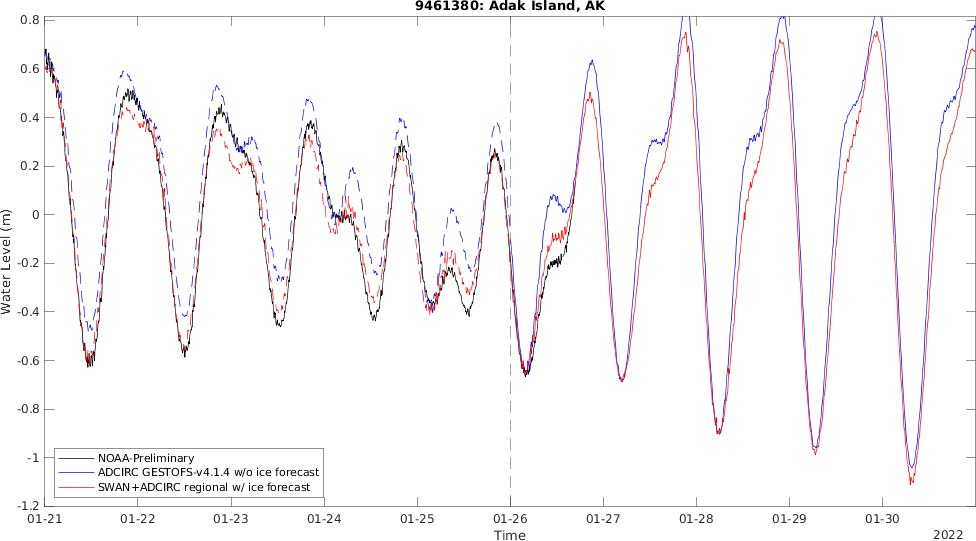 9461380: Adak Island, AK
0.8
0.6
0.4
0.2
0
-0.2
-0.4
-0.6
-0.8
-1
-1.2
Water Level (m)
NOAA-Preliminary
ADCIRC GESTOFS-v4.1.4 w/o ice forecast
SWAN+ADCIRC regional w/ ice forecast
01-21 01-22 01-23 01-24 01-25 01-26 01-27 01-28 01-29 01-30
Time
2022